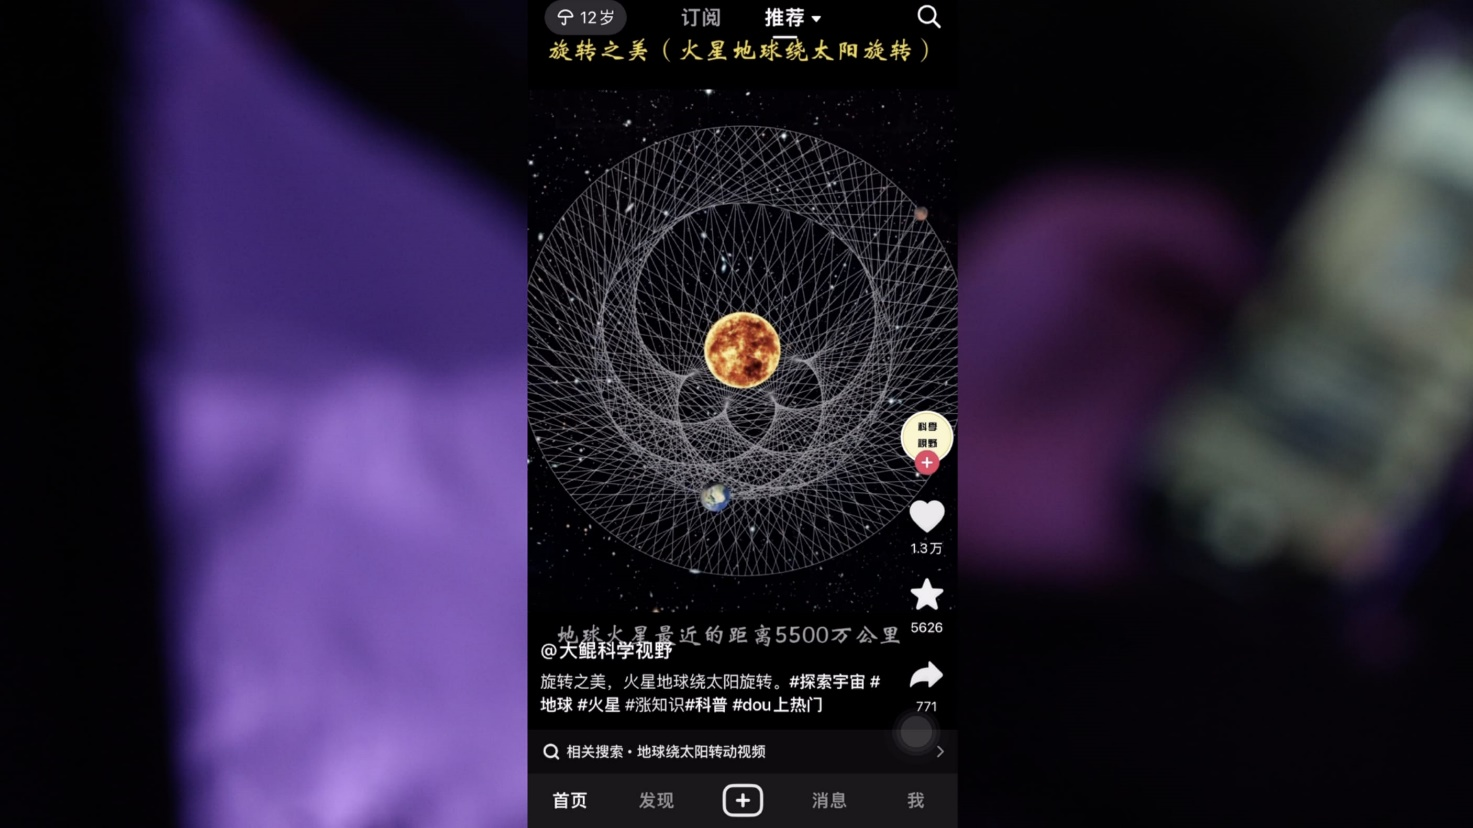 12岁
订阅
推荐
旋转之美（火星地球绕太阳旋转）
科学
视野
1.3万
5626
地球火星最近的距离5500万公里
@大鲲科学视野
旋转之美，火星地球绕太阳旋转。#探索宇宙 #
地球 #火星 #涨知识#科普 #dou上热门
771
相关搜索·地球绕太阳转动视频
首页
发现
消息
我